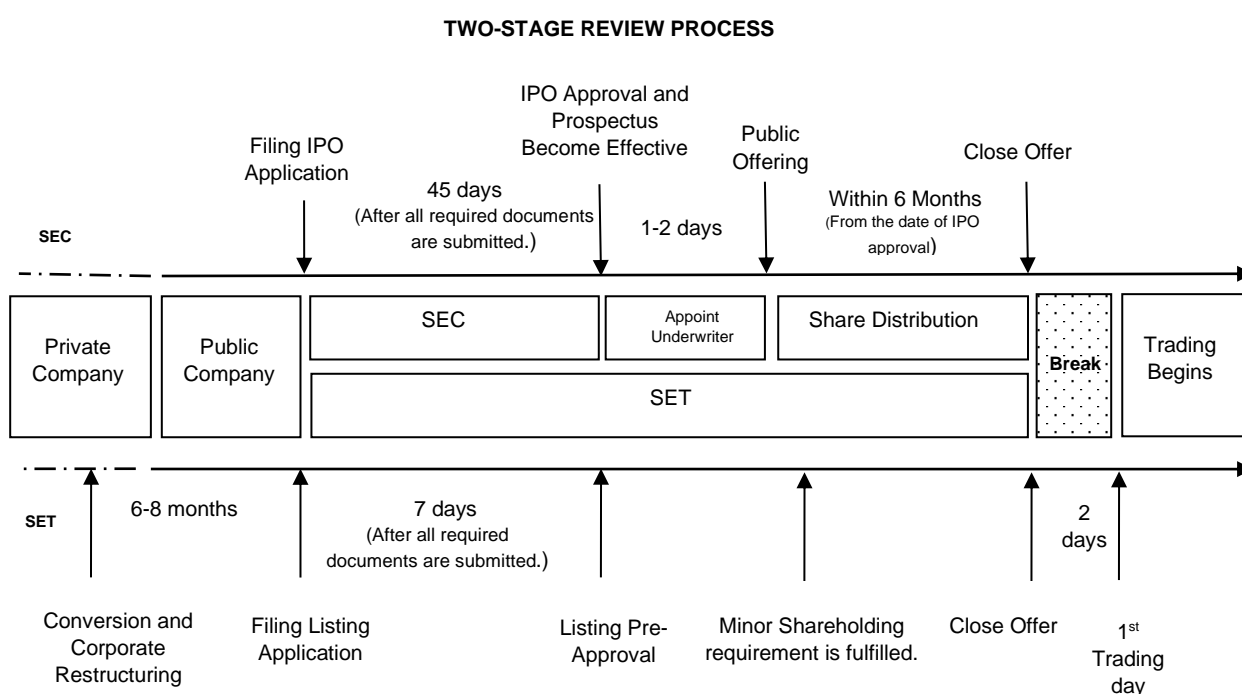 TWO-STAGE REVIEW PROCESS
IPO Approval and
Prospectus
Become Effective
Filing IPO
Application
Public
Offering
Close Offer
45 days
(After all required documents
are submitted.)
1-2 days
Within 6 Months
(From the date of IPO
approval)
SEC
Private
Company
Public
Company
SEC
Appoint
Underwriter
Share Distribution
SET
Break
Trading
Begins
SET
6-8 months
7 days
(After all required
documents are submitted.)
2
days
Conversion and
Corporate
Restructuring
Filing Listing
Application
Listing Pre-
Approval
Minor Shareholding
requirement is fulfilled.
Close Offer
1st
Trading
day